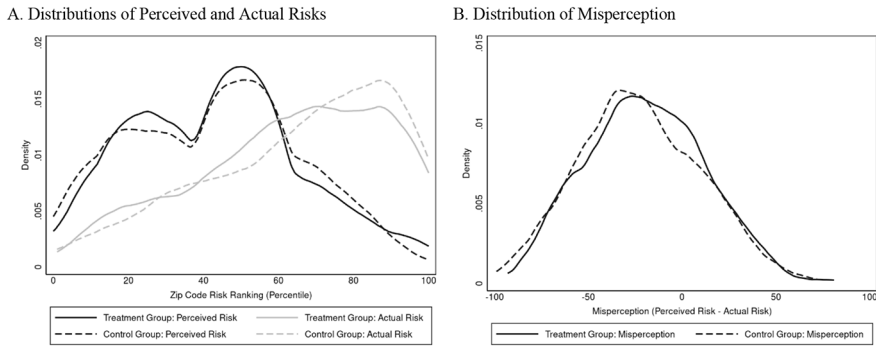 A. Distributions of Perceived and Actual Risks
.02
.015
.01
.005
0
Density
0 20 40 60 80 100
Zip Code Risk Ranking (Percentile)
Treatment Group: Perceived Risk Treatment Group: Actual Risk
Control Group: Perceived Risk Control Group: Actual Risk
B. Distribution of Misperception
.015
.01
.005
0
Density
-100 -50 0 50 100
Misperception (Perceived Risk - Actual Risk)
Treatment Group: Misperception Control Group: Misperception